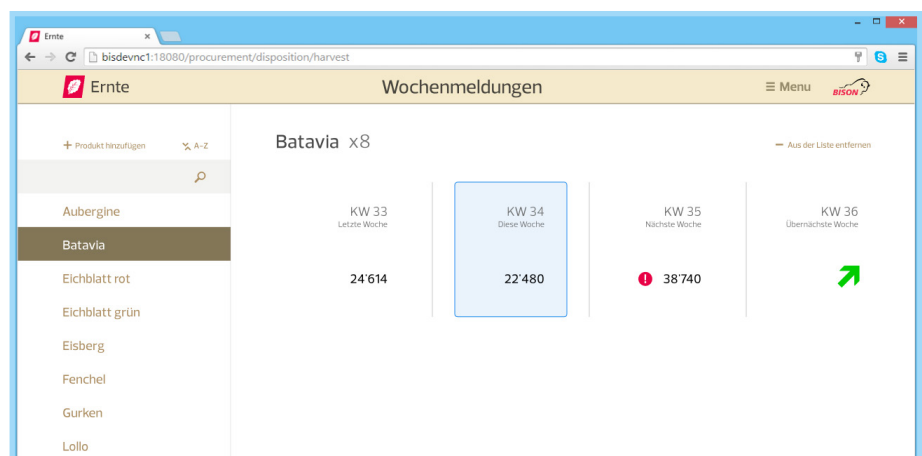 Ernte
bisdevnc1:18080/procurement/disposition/harvest
Ernte
Wochenmeldungen
Menu
BISON
Produkt hinzufügen
A-Z
Batavia x8
Aus der Liste entfernen
Aubergine
Batavia
Eichblatt rot
Eichblatt grün
Eisberg
Fenchel
Gurken
Lollo
KW 33
Letzte Woche
24'614
KW 34
Diese Woche
22'480
KW 35
Nächste Woche
38'740
KW 36
Übernächste Woche